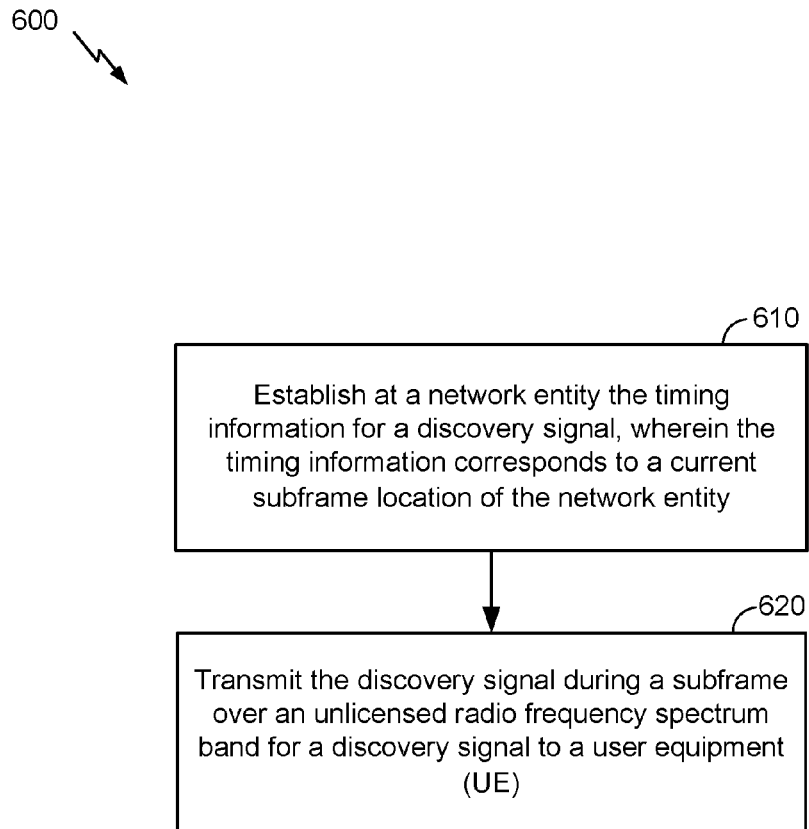 600
610
Establish at a network entity the timing
information for a discovery signal, wherein the
timing information corresponds to a current
subframe location of the network entity
620
Transmit the discovery signal during a subframe
over an unlicensed radio frequency spectrum
band for a discovery signal to a user equipment
(UE)